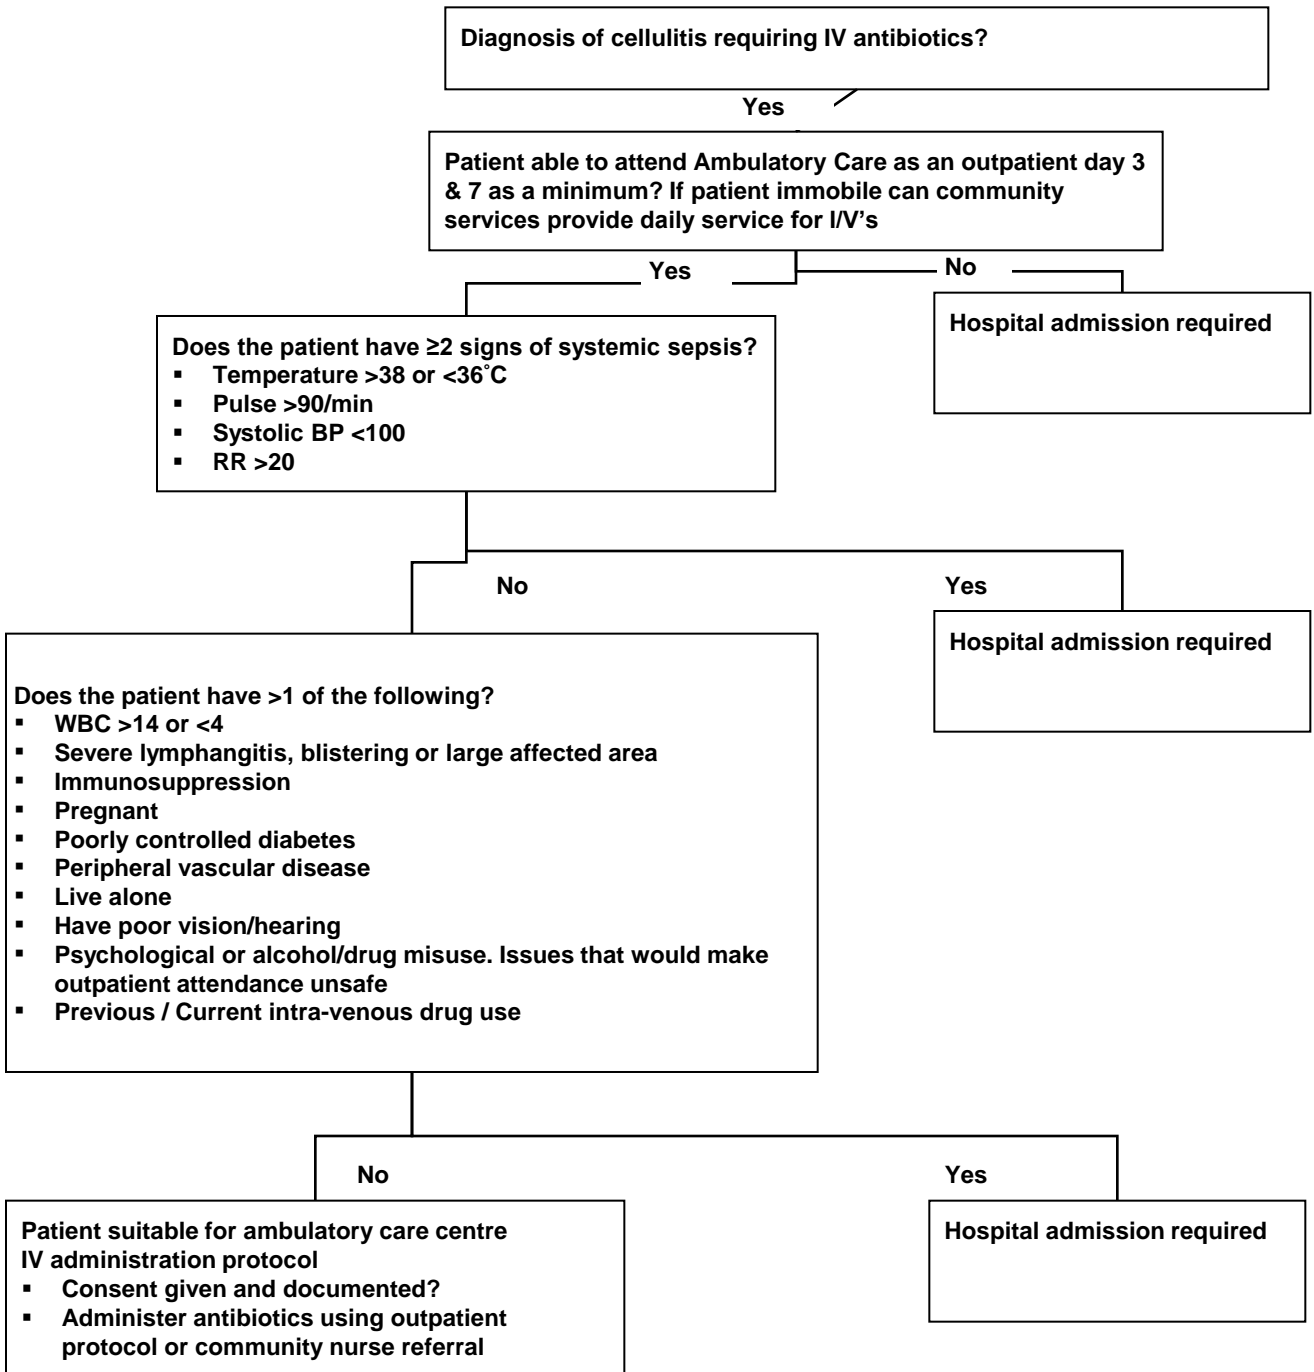 Diagnosis of cellulitis requiring IV antibiotics?
Yes
Patient able to attend Ambulatory Care as an outpatient day 3
& 7 as a minimum? If patient immobile can community
services provide daily service for I/V’s
Yes
No
Hospital admission required
Does the patient have ≥2 signs of systemic sepsis?
▪ Temperature >38 or <36°C
▪ Pulse >90/min
▪ Systolic BP <100
▪ RR >20
No
Yes
Hospital admission required
Does the patient have >1 of the following?
▪ WBC >14 or <4
▪ Severe lymphangitis, blistering or large affected area
▪ Immunosuppression
▪ Pregnant
▪ Poorly controlled diabetes
▪ Peripheral vascular disease
▪ Live alone
▪ Have poor vision/hearing
▪ Psychological or alcohol/drug misuse. Issues that would make
outpatient attendance unsafe
▪ Previous / Current intra-venous drug use
No
Yes
Patient suitable for ambulatory care centre
IV administration protocol
▪ Consent given and documented?
▪ Administer antibiotics using outpatient
protocol or community nurse referral
Hospital admission required